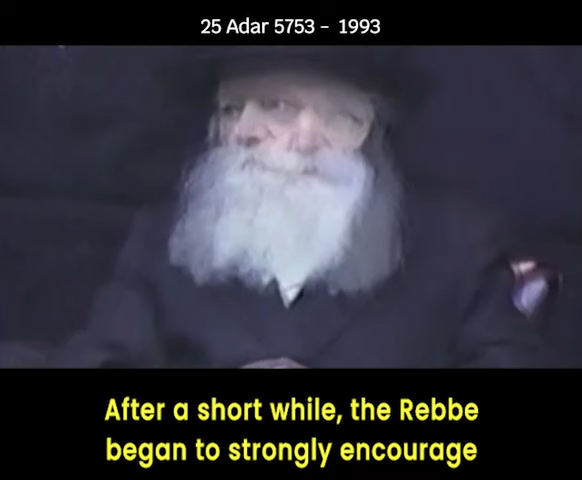 25 Adar 5753 – 1993
After a short while, the Rebbe
began to strongly encourage